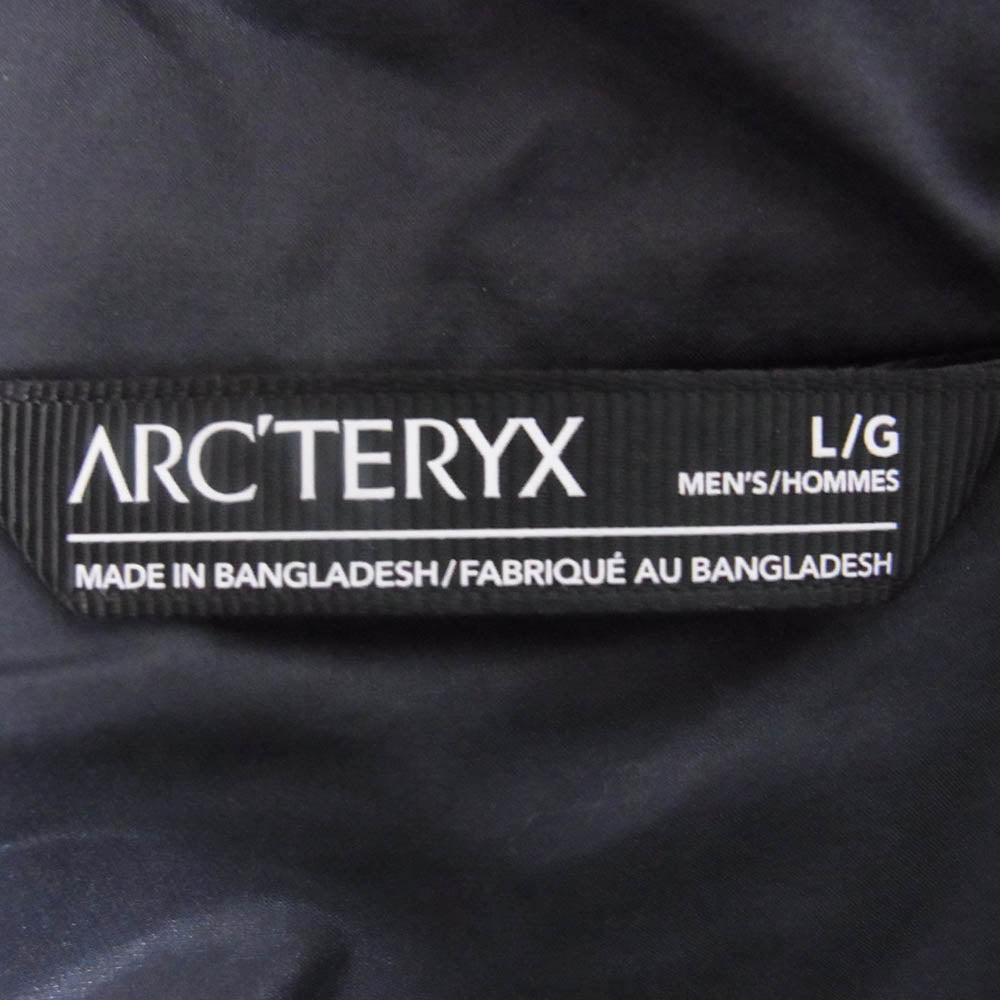 ARC'TERYX
L/G
MEN'S/HOMMES
MADE IN BANGLADESH/FABRIQUÉ AU BANGLADESH